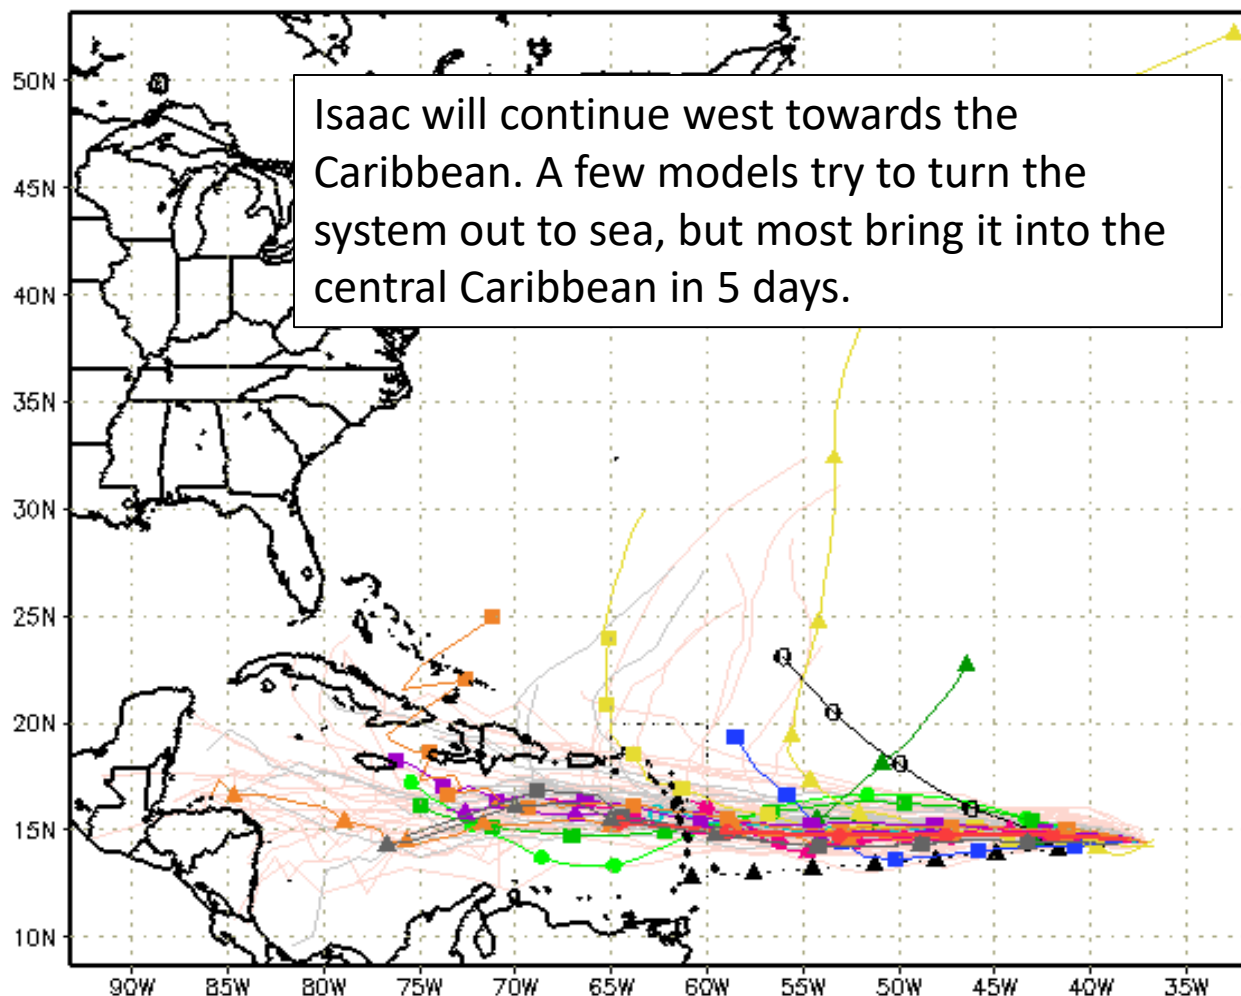 50N
Isaac will continue west towards the
Caribbean. A few models try to turn the
45N
system out to sea, but most bring it into the
40N
central Caribbean in 5 days.
35N
30N
25N
20N
15N
10N
90W 85W 80W 75W 70W 65W 60W 55W 50W 45W 40W 35W